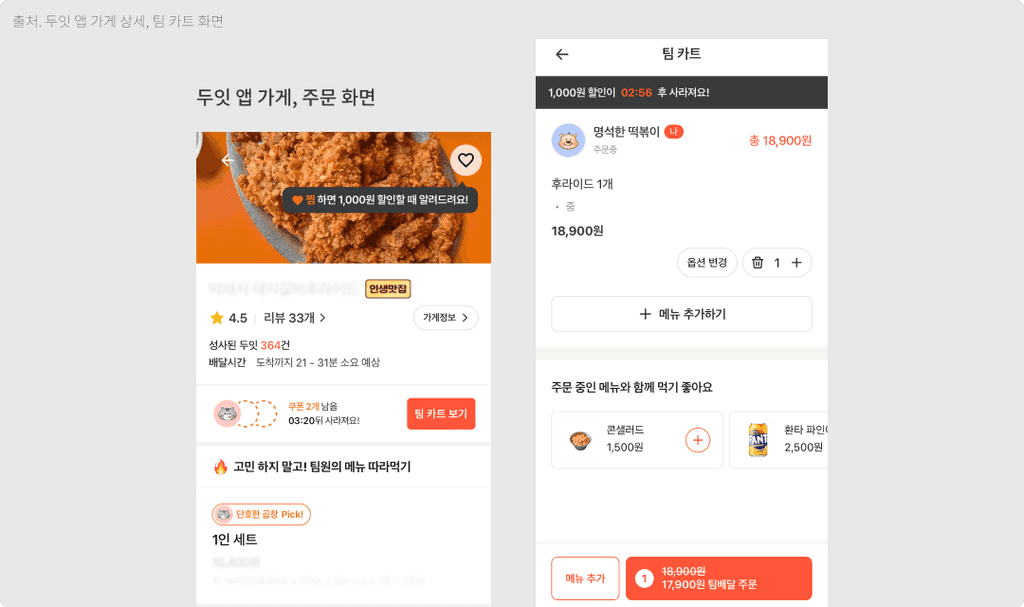 출처. 두잇 앱 가게 상세, 팀 카트 화면
두잇 앱 가게, 주문 화면
찜 하면 1,000원 할인할 때 알려드려요!
인생맛집
4.5
리뷰 33개 >
가게정보 >
성사된 두잇 364건
배달시간 도착까지 21 - 31분 소요 예상
쿠폰 2개 남음
03:20뒤 사라져요!
팀 카트 보기
고민 하지 말고! 팀원의 메뉴 따라먹기
단호한 곱창 Pick!
1인 세트
팀 카트
1,000원 할인이 02:56 후 사라져요!
명석한 떡볶이 나
주문중
총 18,900원
후라이드 1개
• 중
18,900원
옵션 변경
1 +
+ 메뉴 추가하기
주문 중인 메뉴와 함께 먹기 좋아요
콘샐러드
1,500원
+
환타 파인
2,500원
메뉴 추가
1
18,900원
17,900원 팀배달 주문